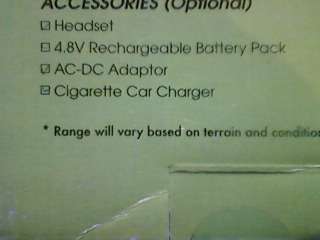 ACCESSORIES (Optional)
Headset
4.8V Rechargeable Battery Pack
AC-DC Adaptor
Cigarette Car Charger
* Range will vary based on terrain and conditio